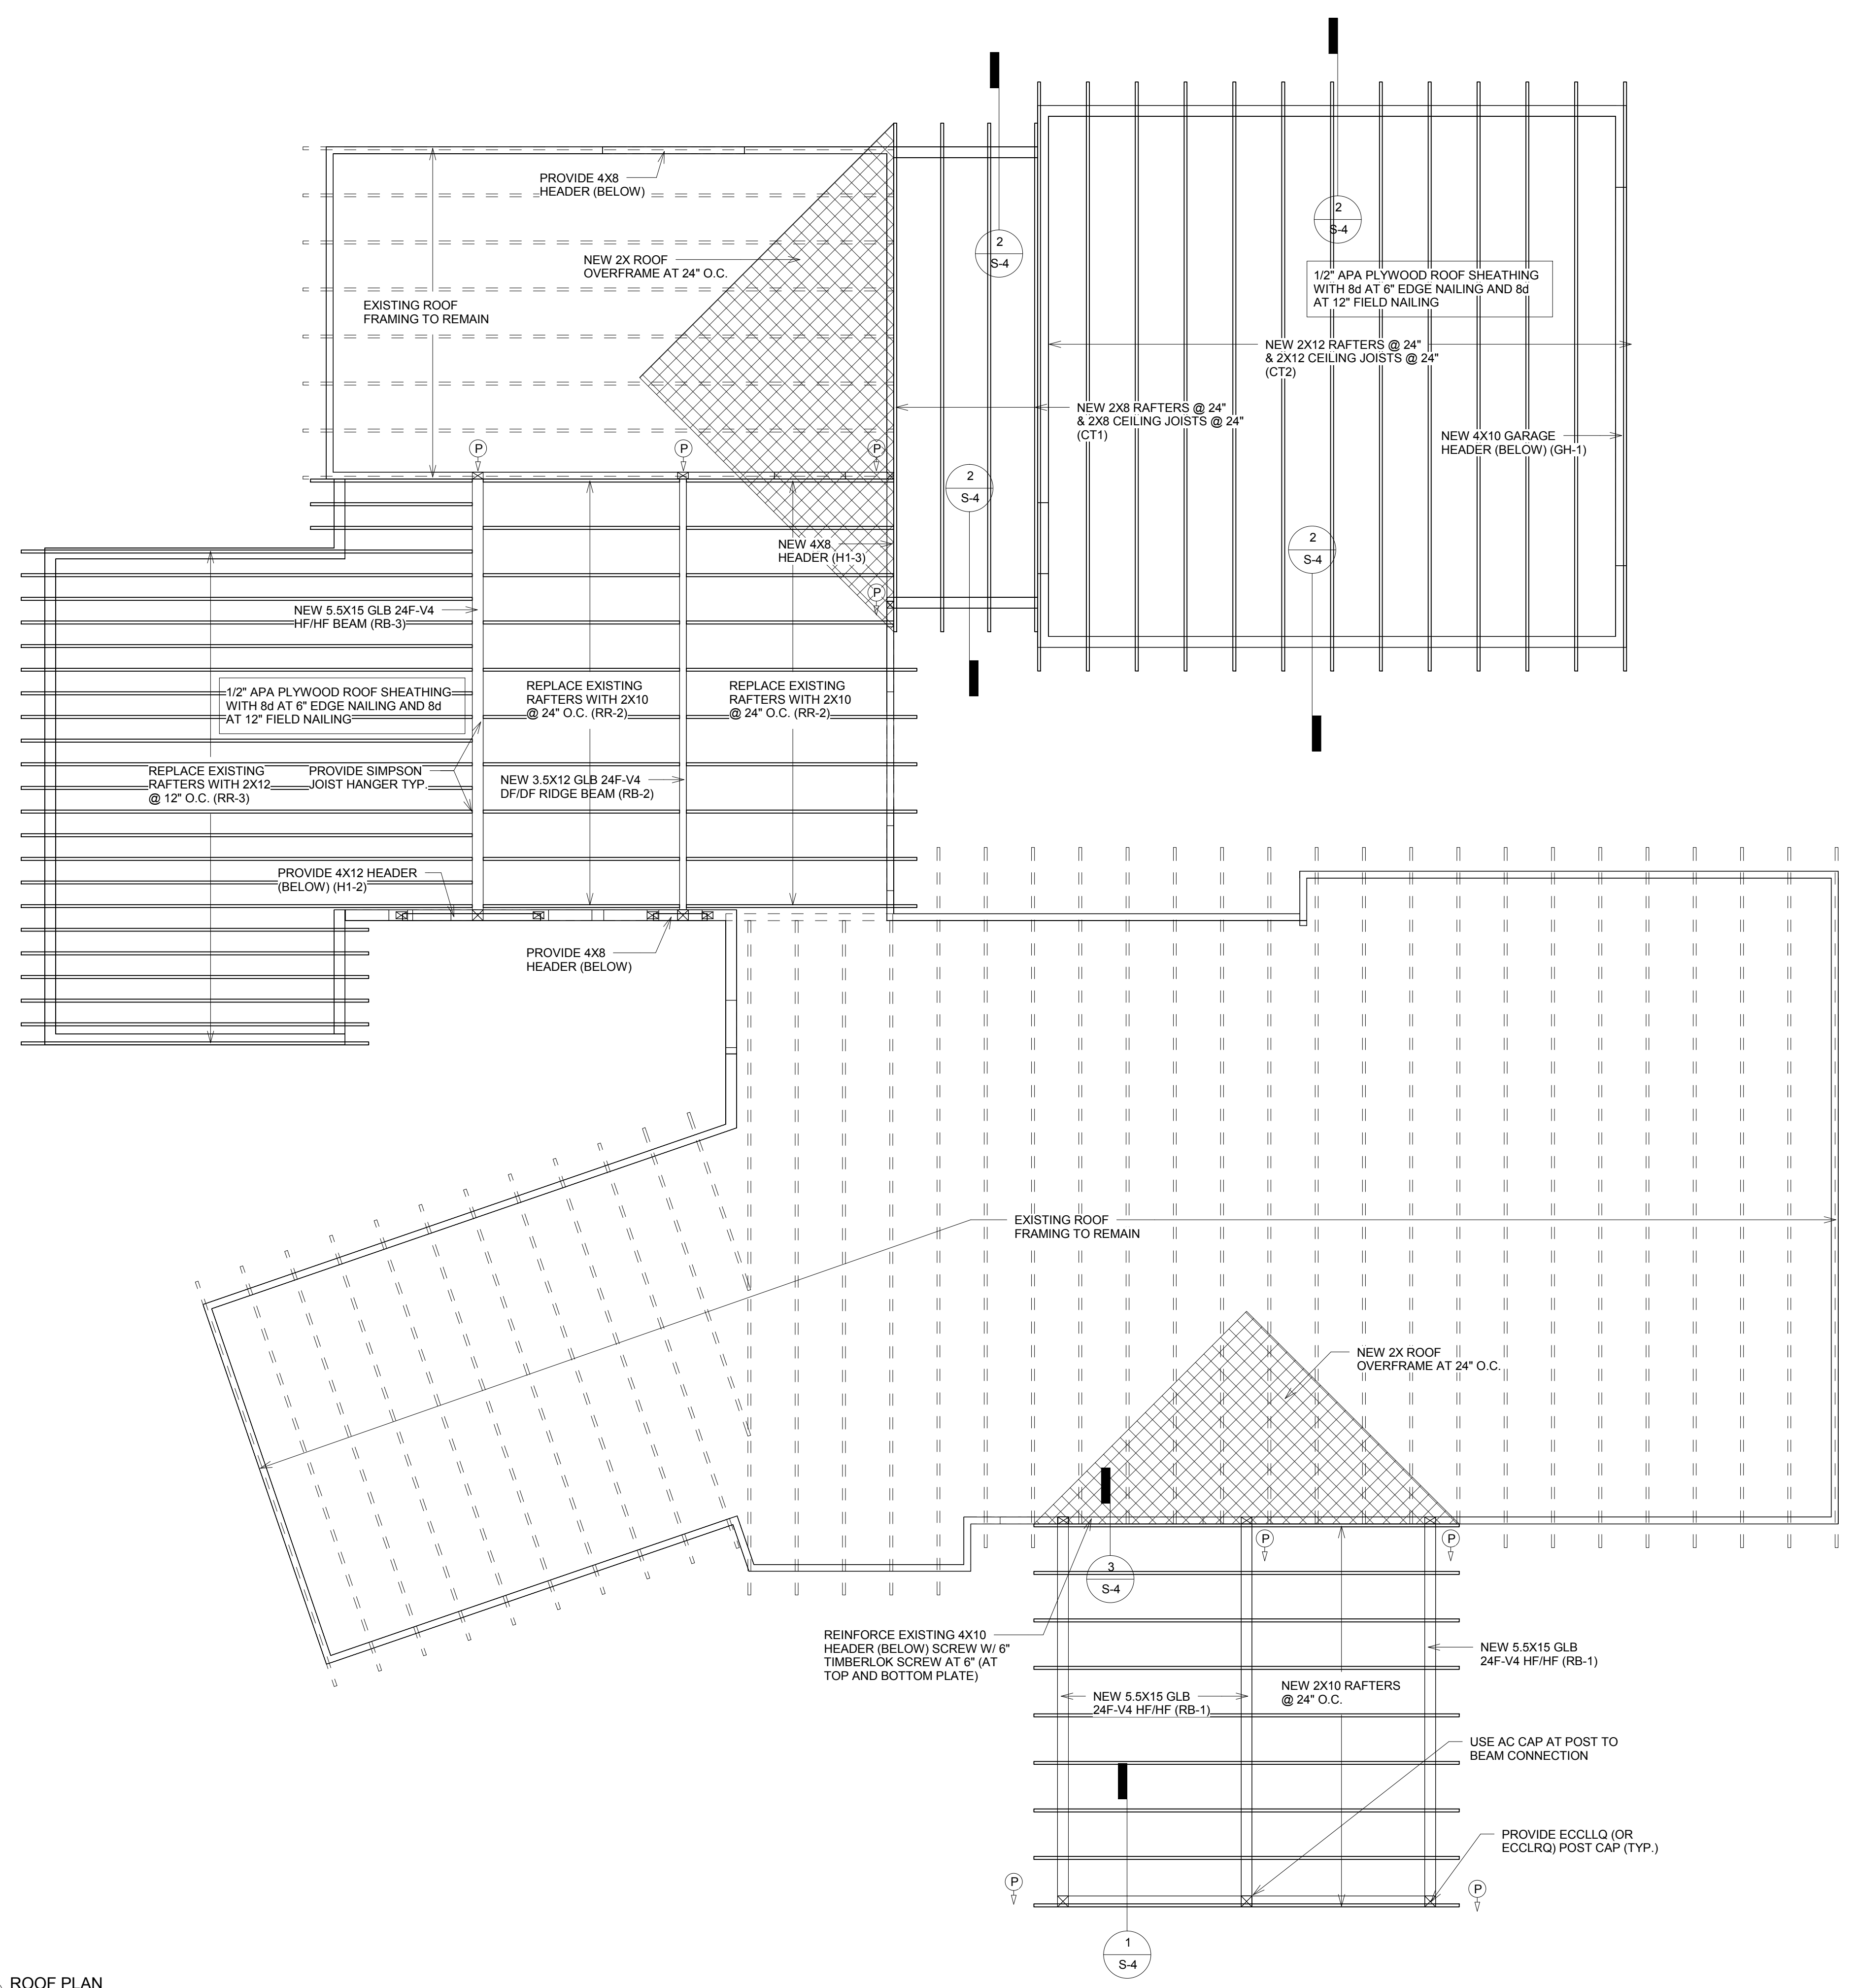 PROVIDE 4X8
HEADER (BELOW)
NEW 2X ROOF
OVERFRAME AT 24" O.C.
EXISTING ROOF
FRAMING TO REMAIN
2
S-4
2
S-4
1/2" APA PLYWOOD ROOF SHEATHING
WITH 8d AT 6" EDGE NAILING AND 8d
AT 12" FIELD NAILING
NEW 2X12 RAFTERS @ 24"
& 2X12 CEILING JOISTS @ 24"
(CT2)
NEW 2X8 RAFTERS @ 24"
& 2X8 CEILING JOISTS @ 24"
(CT1)
NEW 4X10 GARAGE
HEADER (BELOW) (GH-1)
P
P
P
2
S-4
2
S-4
NEW 4X8
HEADER (H1-3)
P
NEW 5.5X15 GLB 24F-V4
HF/HF BEAM (RB-3)
1/2" APA PLYWOOD ROOF SHEATHING
WITH 8d AT 6" EDGE NAILING AND 8d
AT 12" FIELD NAILING
REPLACE EXISTING
RAFTERS WITH 2X10
@ 24" O.C. (RR-2)
REPLACE EXISTING
RAFTERS WITH 2X10
@ 24" O.C. (RR-2)
REPLACE EXISTING
RAFTERS WITH 2X12
@ 12" O.C. (RR-3)
PROVIDE SIMPSON
JOIST HANGER TYP.
NEW 3.5X12 GLB 24F-V4
DF/DF RIDGE BEAM (RB-2)
PROVIDE 4X12 HEADER
(BELOW) (H1-2)
PROVIDE 4X8
HEADER (BELOW)
EXISTING ROOF
FRAMING TO REMAIN
NEW 2X ROOF
OVERFRAME AT 24" O.C.
P
P
3
S-4
REINFORCE EXISTING 4X10
HEADER (BELOW) SCREW W/ 6"
TIMBERLOK SCREW AT 6" (AT
TOP AND BOTTOM PLATE)
NEW 5.5X15 GLB
24F-V4 HF/HF (RB-1)
NEW 5.5X15 GLB
24F-V4 HF/HF (RB-1)
NEW 2X10 RAFTERS
@ 24" O.C.
USE AC CAP AT POST TO
BEAM CONNECTION
PROVIDE ECCLLQ (OR
ECCLRQ) POST CAP (TYP.)
P
P
1
S-4
ROOF PLAN